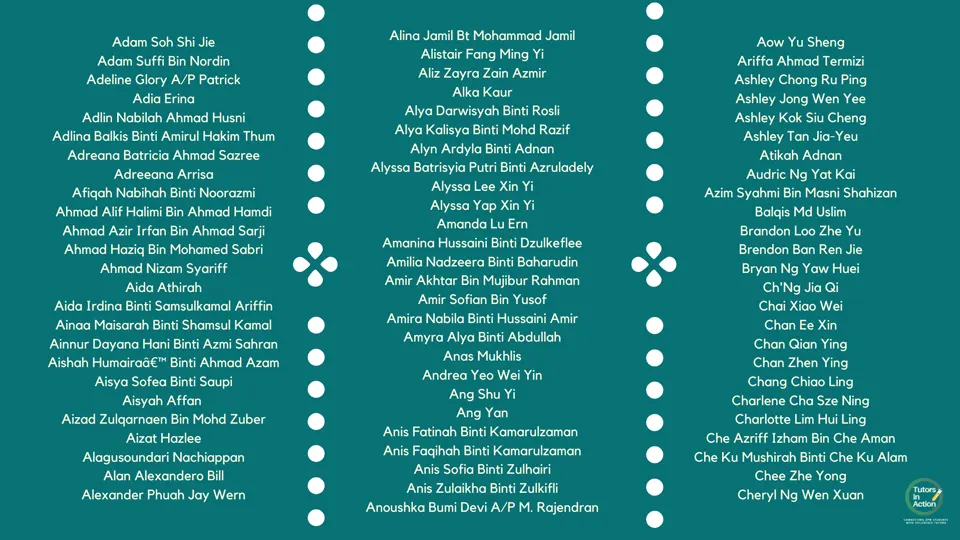 Adam Soh Shi Jie
Adam Suffi Bin Nordin
Adeline Glory A/P Patrick
Adia Erina
Adlin Nabilah Ahmad Husni
Adlina Balkis Binti Amirul Hakim Thum
Adreana Batricia Ahmad Sazree
Adreeana Arrisa
Afiqah Nabihah Binti Noorazmi
Ahmad Alif Halimi Bin Ahmad Hamdi
Ahmad Azir Irfan Bin Ahmad Sarji
Ahmad Haziq Bin Mohamed Sabri
Ahmad Nizam Syariff
Aida Athirah
Aida Irdina Binti Samsulkamal Ariffin
Ainaa Maisarah Binti Shamsul Kamal
Ainnur Dayana Hani Binti Azmi Sahran
Aishah Humairaâ€™ Binti Ahmad Azam
Aisya Sofea Binti Saupi
Aisyah Affan
Aizad Zulqarnaen Bin Mohd Zuber
Aizat Hazlee
Alagusoundari Nachiappan
Alan Alexandero Bill
Alexander Phuah Jay Wern
Alina Jamil Bt Mohammad Jamil
Alistair Fang Ming Yi
Aliz Zayra Zain Azmir
Alka Kaur
Alya Darwisyah Binti Rosli
Alya Kalisya Binti Mohd Razif
Alyn Ardyla Binti Adnan
Alyssa Batrisyia Putri Binti Azruladely
Alyssa Lee Xin Yi
Alyssa Yap Xin Yi
Amanda Lu Ern
Amanina Hussaini Binti Dzulkeflee
Amilia Nadzeera Binti Baharudin
Amir Akhtar Bin Mujibur Rahman
Amir Sofian Bin Yusof
Amira Nabila Binti Hussaini Amir
Amyra Alya Binti Abdullah
Anas Mukhlis
Andrea Yeo Wei Yin
Ang Shu Yi
Ang Yan
Anis Fatinah Binti Kamarulzaman
Anis Faqihah Binti Kamarulzaman
Anis Sofia Binti Zulhairi
Anis Zulaikha Binti Zulkifli
Anoushka Bumi Devi A/P M. Rajendran
Aow Yu Sheng
Ariffa Ahmad Termizi
Ashley Chong Ru Ping
Ashley Jong Wen Yee
Ashley Kok Siu Cheng
Ashley Tan Jia-Yeu
Atikah Adnan
Audric Ng Yat Kai
Azim Syahmi Bin Masni Shahizan
Balqis Md Uslim
Brandon Loo Zhe Yu
Brendon Ban Ren Jie
Bryan Ng Yaw Huei
Ch'Ng Jia Qi
Chai Xiao Wei
Chan Ee Xin
Chan Qian Ying
Chan Zhen Ying
Chang Chiao Ling
Charlene Cha Sze Ning
Charlotte Lim Hui Ling
Che Azriff Izham Bin Che Aman
Che Ku Mushirah Binti Che Ku Alam
Chee Zhe Yong
Cheryl Ng Wen Xuan
Tutors
In
Action